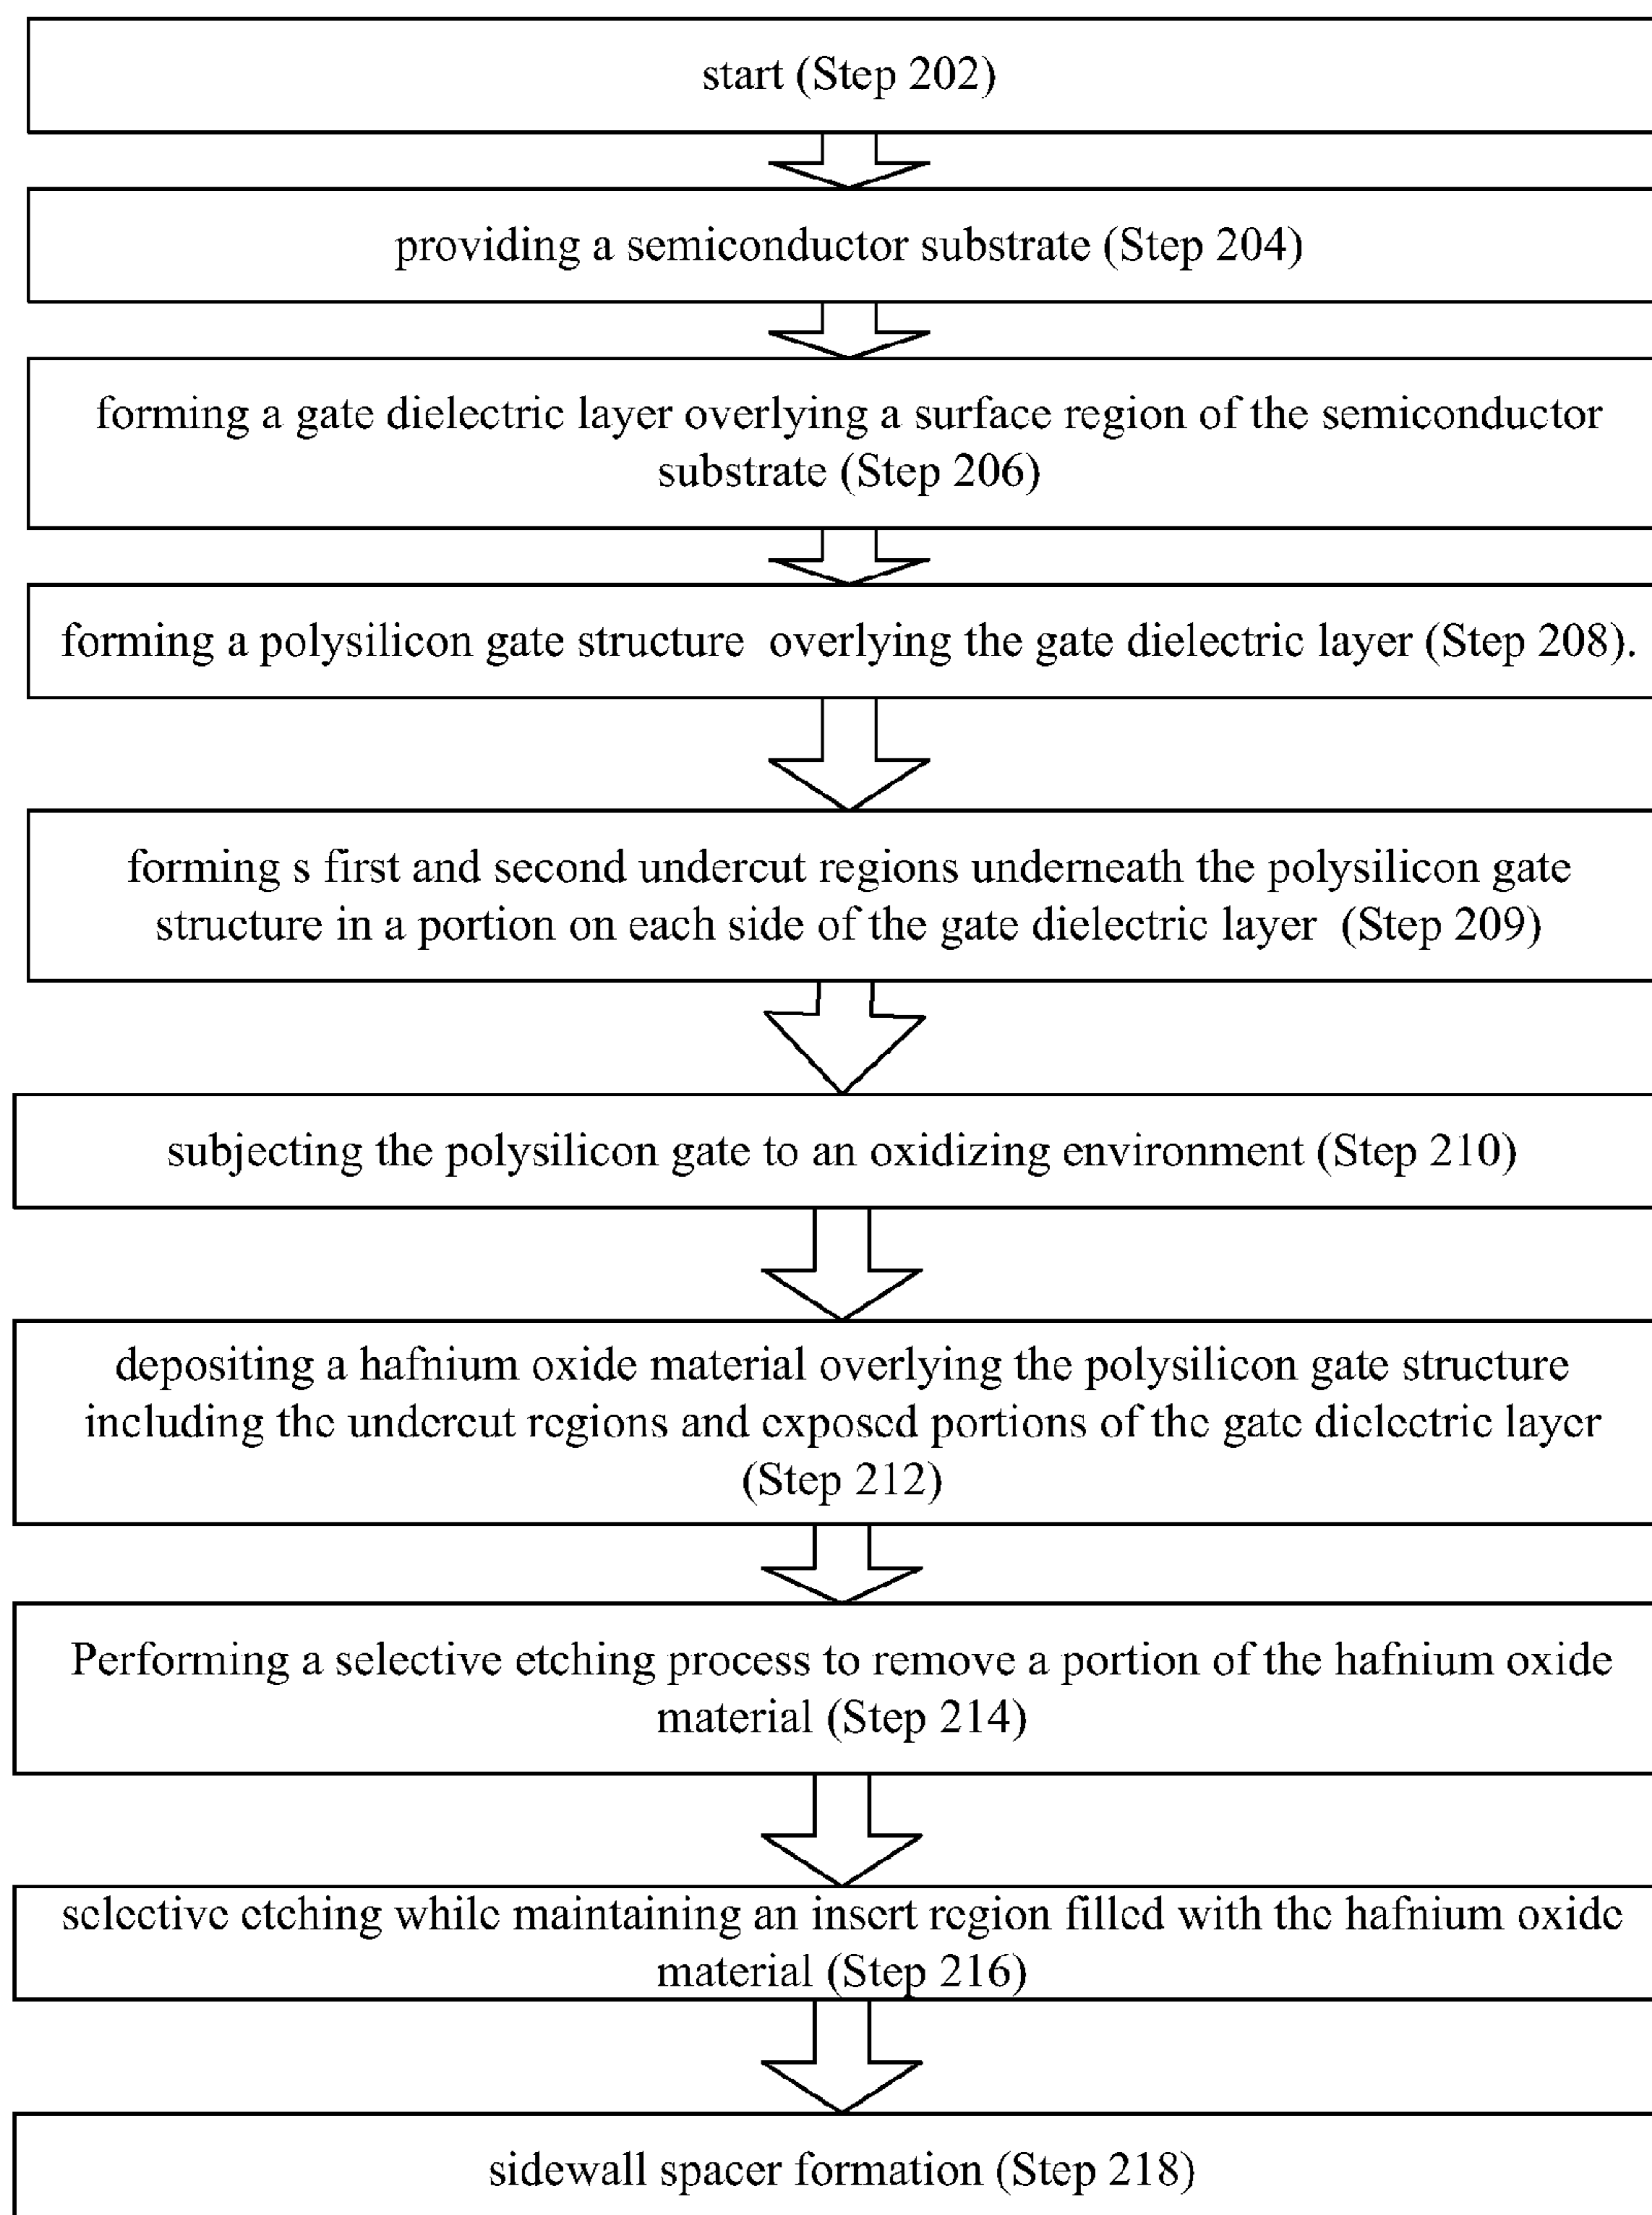 start (Step 202)
providing a semiconductor substrate (Step 204)
forming a gate dielectric layer overlying a surface region of the semiconductor
substrate (Step 206)
forming a polysilicon gate structure overlying the gate dielectric layer (Step 208).
forming s first and second undercut regions underneath the polysilicon gate
structure in a portion on each side of the gate dielectric layer (Step 209)
subjecting the polysilicon gate to an oxidizing environment (Step 210)
depositing a hafnium oxide material overlying the polysilicon gate structure
including the undercut regions and exposed portions of the gate dielectric layer
(Step 212)
Performing a selective etching process to remove a portion of the hafnium oxide
material (Step 214)
selective etching while maintaining an insert region filled with the hafnium oxide
material (Step 216)
sidewall spacer formation (Step 218)